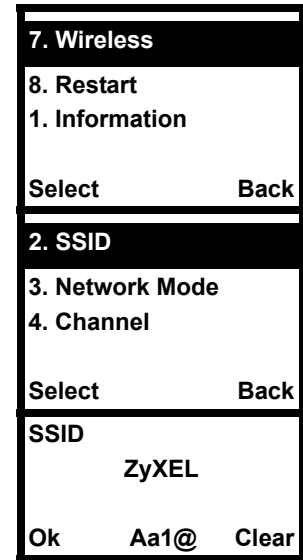 7. Wireless
8. Restart
1. Information
Select Back
2. SSID
3. Network Mode
4. Channel
Select Back
SSID
ZyXEL
Ok Aa1@ Clear